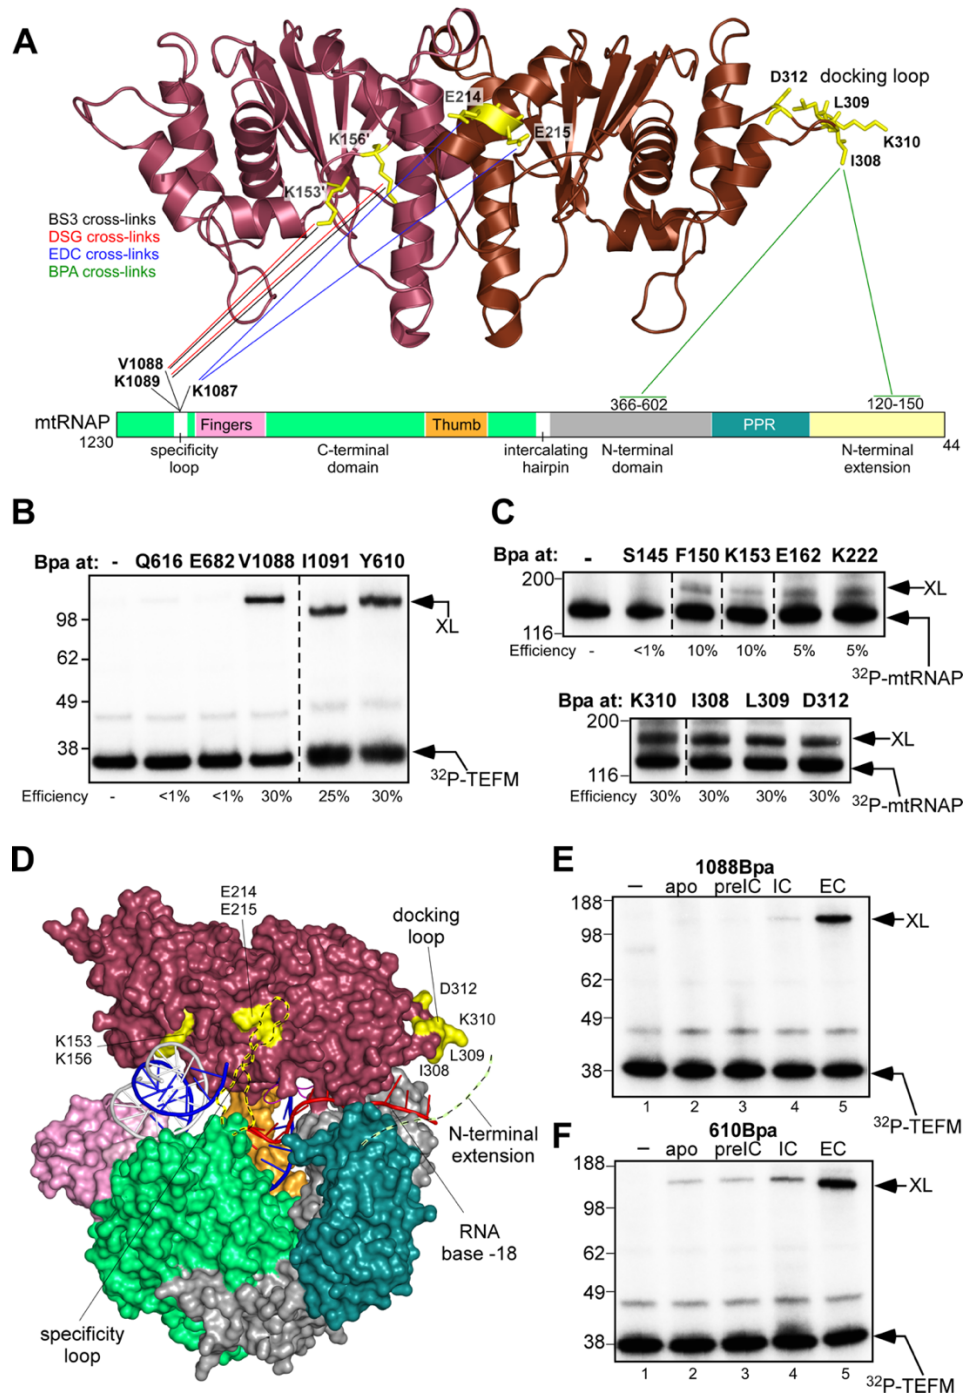 A
E214
D312 docking loop
L309
E215
K156'
K310
I308
K153'
BS3 cross-links
DSG cross-links
EDC cross-links
BPA cross-links
V1088
K1089
K1087
366-602
120-150
mtRNAP
Fingers
Thumb
PPR
1230
44
specificity loop
C-terminal domain
intercalating hairpin
N-terminal domain
N-terminal extension
B
Bpa at: - Q616 E682 V1088 I1091 Y610
98
XL
62
49
38
32P-TEFM
Efficiency - <1% <1% 30% 25% 30%
C
Bpa at: - S145 F150 K153 E162 K222
200
XL
116
Efficiency - <1% 10% 10% 5% 5%
32P-mtRNAP
Bpa at: K310 I308 L309 D312
200
XL
116
Efficiency 30% 30% 30% 30%
32P-mtRNAP
D
E214
E215
docking loop
D312
K310
L309
I308
K153
K156
N-terminal extension
RNA base -18
specificity loop
E
1088Bpa
– apo preIC IC EC
188
XL
98
62
49
38
1 2 3 4 5
32P-TEFM
F
610Bpa
– apo preIC IC EC
188
XL
98
62
49
38
1 2 3 4 5
32P-TEFM